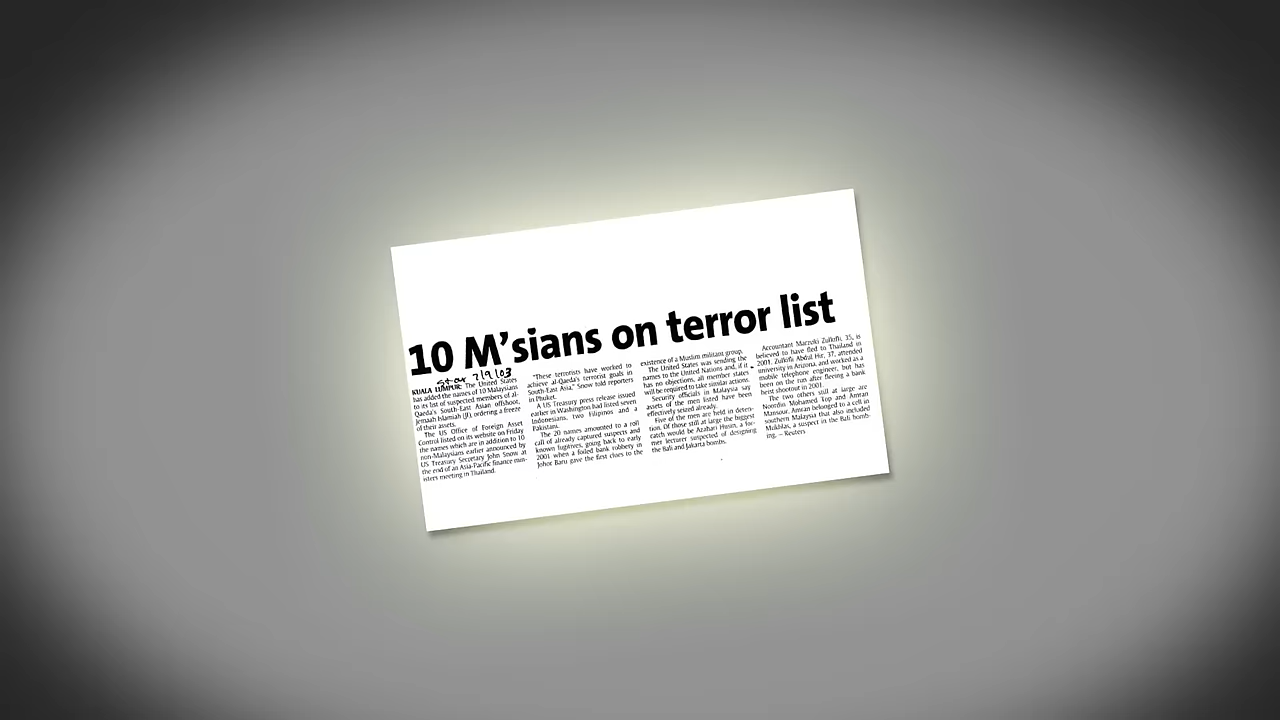 10 M'sians on terror list
star 7/9/03
KUALA LUMPUR: The United States
has added the names of 10 Malaysians
to its list of suspected members of al-
Qaeda's South-East Asian offshoot,
Jemaah Islamiah (JI), ordering a freeze
of their assets.
The US Office of Foreign Asset
Control listed on its website on Friday
the names which are in addition to 10
non-Malaysians earlier announced by
US Treasury Secretary John Snow at
the end of an Asia-Pacific finance min-
isters meeting in Thailand.
"These terrorists have worked to
achieve al-Qaeda's terrorist goals in
South-East Asia," Snow told reporters
in Phuket.
A US Treasury press release issued
earlier in Washington had listed seven
Indonesians, two Filipinos and a
Pakistani.
The 20 names amounted to a roll
call of already captured suspects and
known fugitives, going back to early
2001 when a foiled bank robbery in
Johor Baru gave the first clues to the
existence of a Muslim militant group.
The United States was sending the
names to the United Nations and, if it
has no objections, all member states
will be required to take similar actions.
Security officials in Malaysia say
assets of the men listed have been
effectively seized already.
Five of the men are held in deten-
tion. Of those still at large the biggest
catch would be Azahari Husin, a for-
mer lecturer suspected of designing
the Bali and Jakarta bombs.
Accountant Marzuki Zulkifli, 35, is
believed to have fled to Thailand in
2001. Zulkifli Abdul Hir, 37, attended
university in Arizona, and worked as a
mobile telephone engineer, but has
been on the run after fleeing a bank
heist shootout in 2001.
The two others still at large are
Noordin Mohamed Top and Amran
Mansour. Amran belonged to a cell in
southern Malaysia that also included
Mukhlas, a suspect in the Bali bomb-
ing. – Reuters